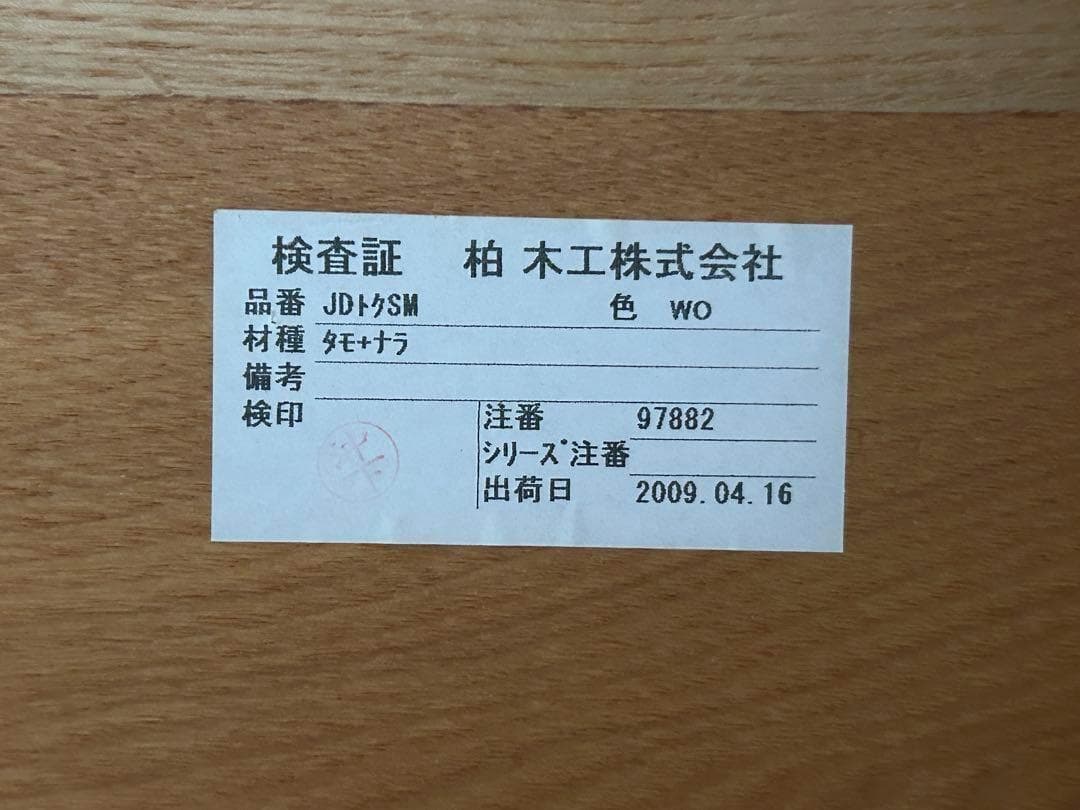 検査証 柏木工株式会社
品番 JDﾄｸSM 色 WO
材種 ﾀﾓ+ﾅﾗ
備考
検印
注番 97882
ｼﾘｰｽﾞ注番
出荷日 2009.04.16